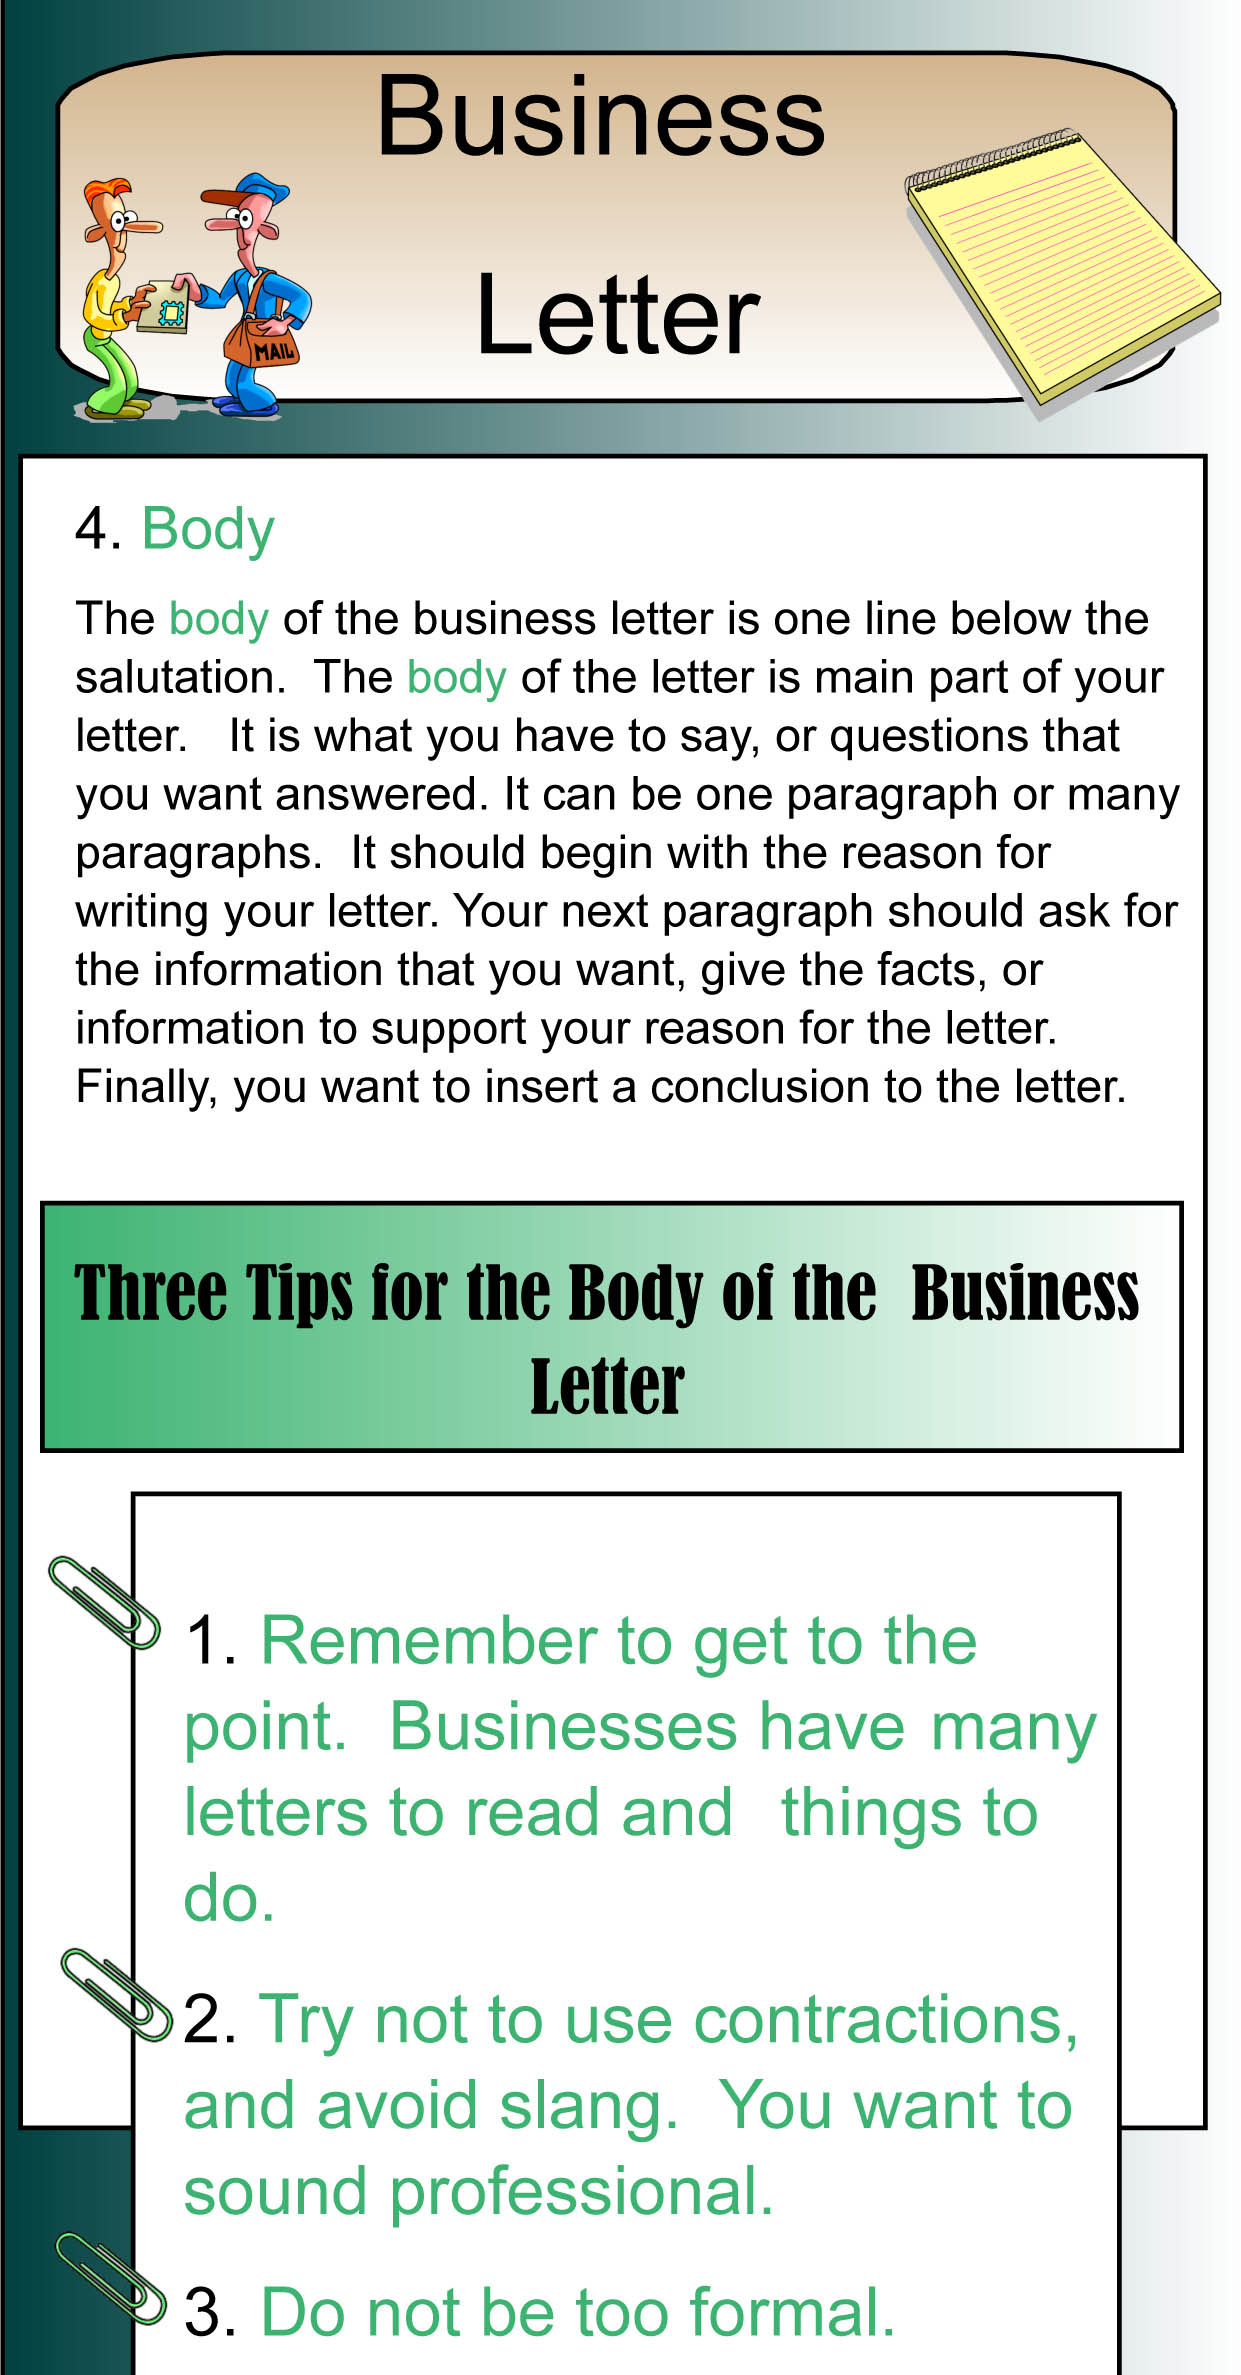 Business
Letter
MAIL
4. Body
The body of the business letter is one line below the
salutation.  The body of the letter is main part of your
letter.   It is what you have to say, or questions that
you want answered. It can be one paragraph or many
paragraphs.  It should begin with the reason for
writing your letter. Your next paragraph should ask for
the information that you want, give the facts, or
information to support your reason for the letter.
Finally, you want to insert a conclusion to the letter.
Three Tips for the Body of the  Business
Letter
1. Remember to get to the
point.  Businesses have many
letters to read and  things to
do.
2. Try not to use contractions,
and avoid slang.  You want to
sound professional.
3. Do not be too formal.